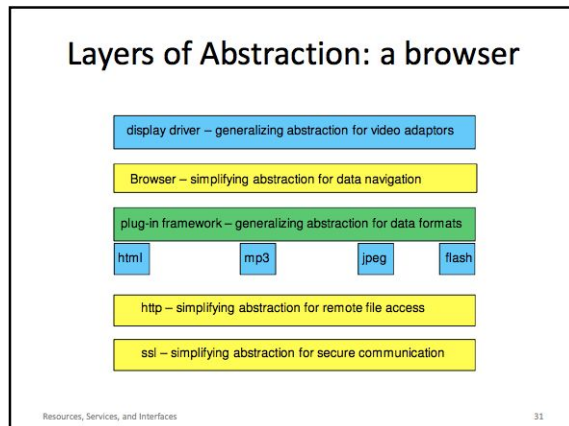 Layers of Abstraction: a browser
display driver – generalizing abstraction for video adaptors
Browser – simplifying abstraction for data navigation
plug-in framework – generalizing abstraction for data formats
html mp3 jpeg flash
http – simplifying abstraction for remote file access
ssl – simplifying abstraction for secure communication
Resources, Services, and Interfaces 31